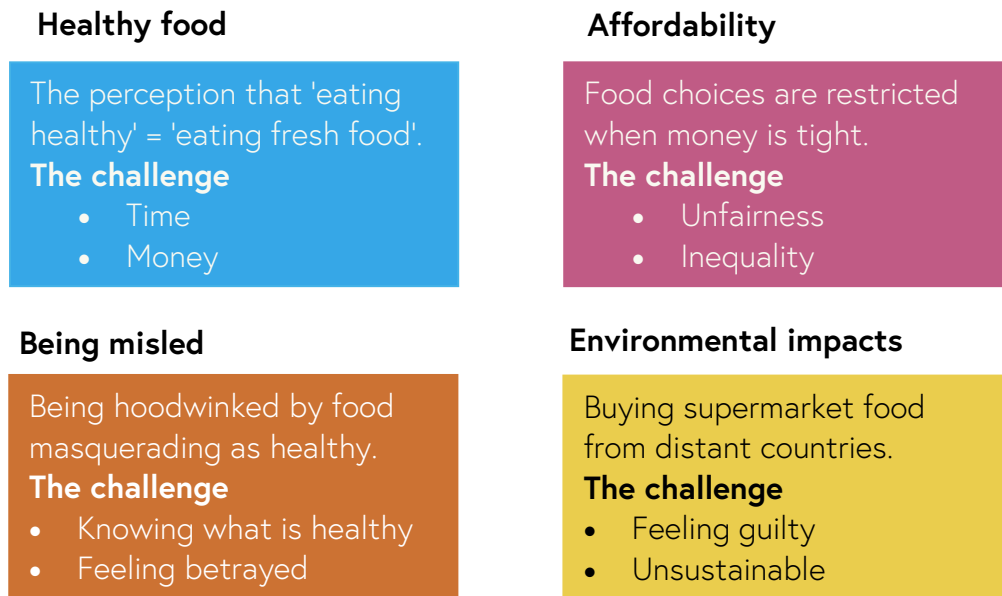 Healthy food
The perception that 'eating
healthy' = 'eating fresh food'.
The challenge
• Time
• Money
Affordability
Food choices are restricted
when money is tight.
The challenge
• Unfairness
• Inequality
Being misled
Being hoodwinked by food
masquerading as healthy.
The challenge
• Knowing what is healthy
• Feeling betrayed
Environmental impacts
Buying supermarket food
from distant countries.
The challenge
• Feeling guilty
• Unsustainable